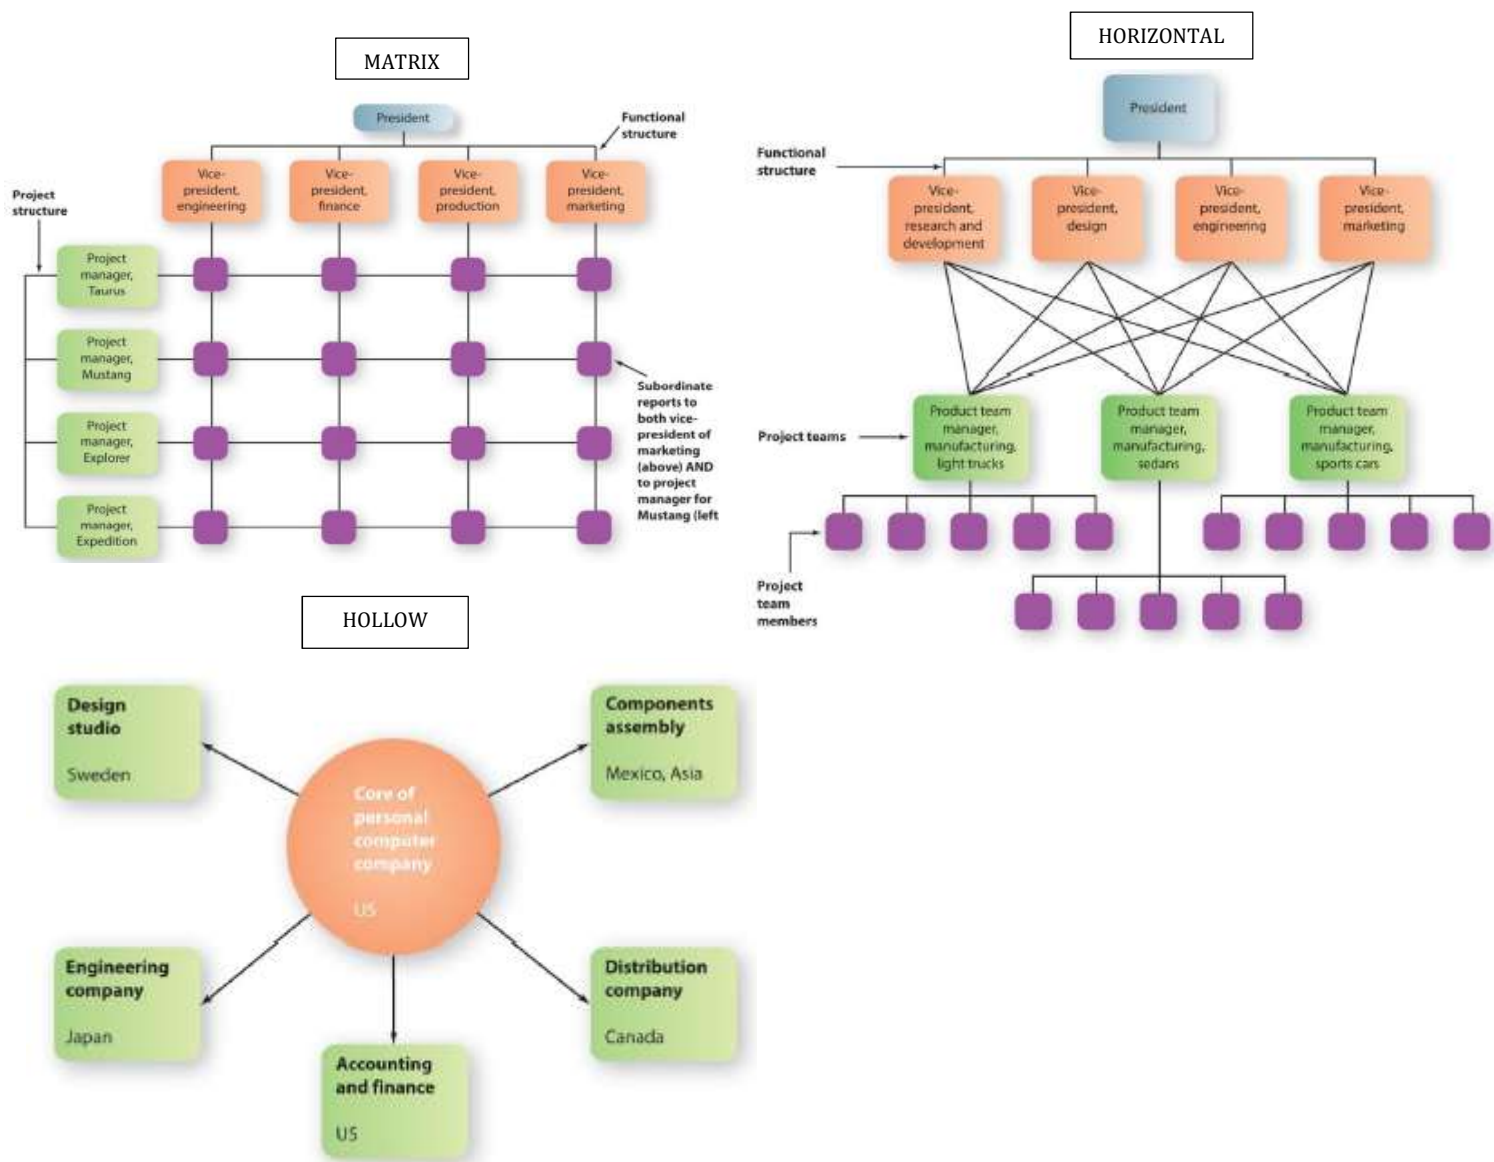 MATRIX
President
Functional
structure
Vice-
president,
engineering
Vice-
president,
finance
Vice-
president,
production
Vice-
president,
marketing
Project
structure
Project
manager,
Taurus
Project
manager,
Mustang
Project
manager,
Explorer
Project
manager,
Expedition
Subordinate
reports to
both vice-
president of
marketing
(above) AND
to project
manager for
Mustang (left
HORIZONTAL
President
Functional
structure
Vice-
president,
research and
development
Vice-
president,
design
Vice-
president,
engineering
Vice-
president,
marketing
Project teams
Product team
manager,
manufacturing,
light trucks
Product team
manager,
manufacturing,
sedans
Product team
manager,
manufacturing,
sports cars
Project
team
members
HOLLOW
Design
studio
Sweden
Components
assembly
Mexico, Asia
Core of
personal
computer
company
US
Engineering
company
Japan
Distribution
company
Canada
Accounting
and finance
US